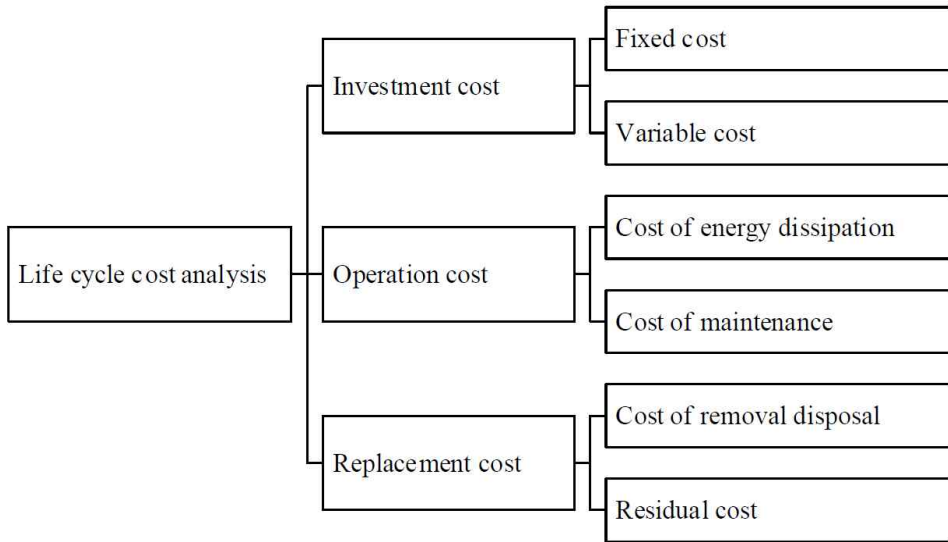 Life cycle cost analysis
Investment cost
Fixed cost
Variable cost
Operation cost
Cost of energy dissipation
Cost of maintenance
Replacement cost
Cost of removal disposal
Residual cost